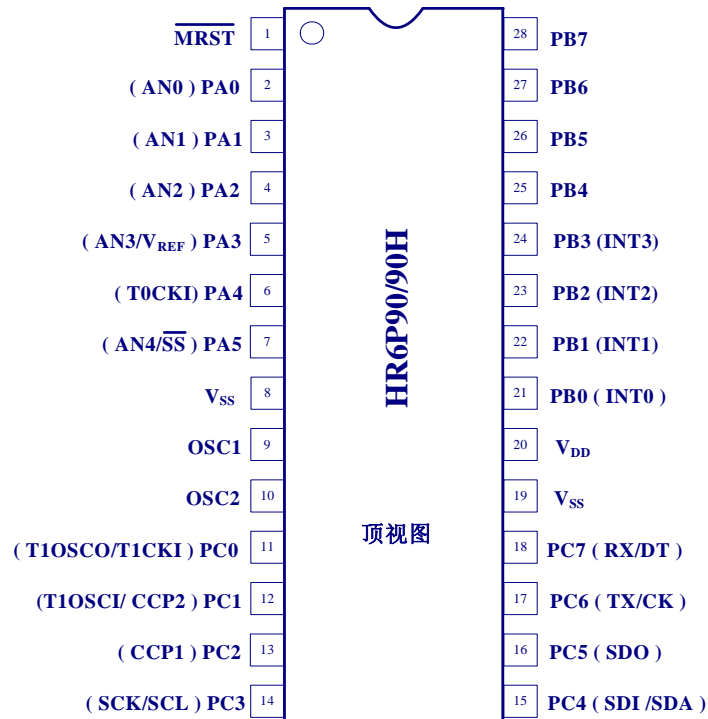 MRST 1 28 PB7
( AN0 ) PA0 2 27 PB6
( AN1 ) PA1 3 26 PB5
( AN2 ) PA2 4 25 PB4
( AN3/VREF ) PA3 5 24 PB3 (INT3)
( T0CKI) PA4 6 23 PB2 (INT2)
( AN4/SS ) PA5 7 22 PB1 (INT1)
VSS 8 21 PB0 ( INT0 )
OSC1 9 20 VDD
OSC2 10 19 VSS
( T1OSCO/T1CKI ) PC0 11 18 PC7 ( RX/DT )
(T1OSCI/ CCP2 ) PC1 12 17 PC6 ( TX/CK )
( CCP1 ) PC2 13 16 PC5 ( SDO )
( SCK/SCL ) PC3 14 15 PC4 ( SDI /SDA )
HR6P90/90H
顶视图